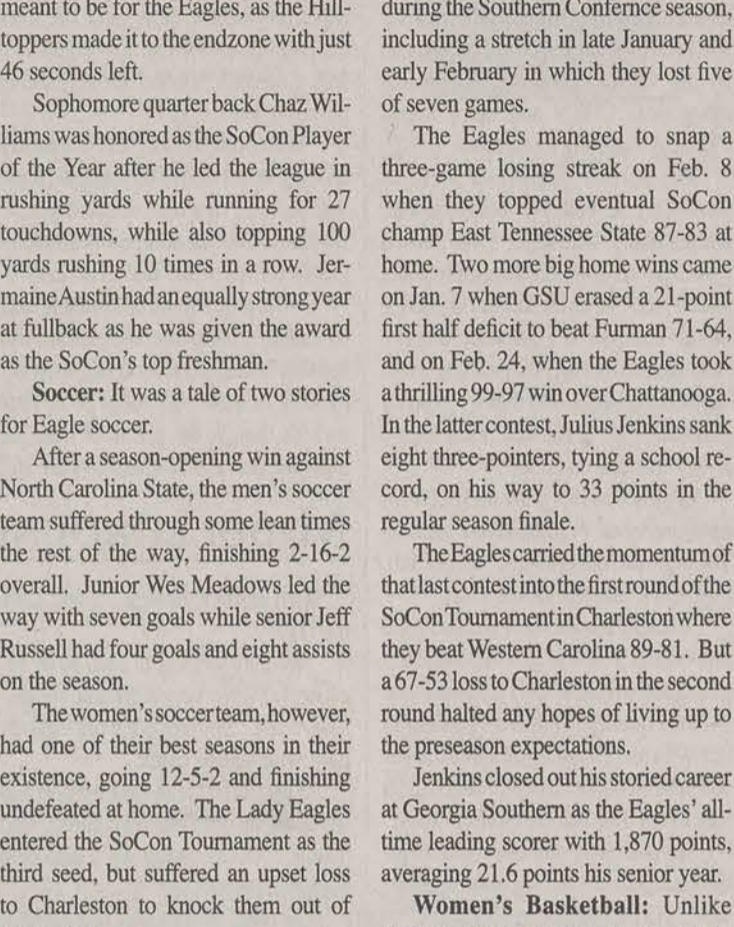 meant to be for the Eagles, as the Hill-
toppers made it to the endzone with just
46 seconds left.
Sophomore quarter back Chaz Wil-
liams was honored as the SoCon Player
of the Year after he led the league in
rushing yards while running for 27
touchdowns, while also topping 100
yards rushing 10 times in a row. Jer-
maine Austin had an equally strong year
at fullback as he was given the award
as the SoCon's top freshman.
Soccer: It was a tale of two stories
for Eagle soccer.
After a season-opening win against
North Carolina State, the men's soccer
team suffered through some lean times
the rest of the way, finishing 2-16-2
overall. Junior Wes Meadows led the
way with seven goals while senior Jeff
Russell had four goals and eight assists
on the season.
The women's soccer team, however,
had one of their best seasons in their
existence, going 12-5-2 and finishing
undefeated at home. The Lady Eagles
entered the SoCon Tournament as the
third seed, but suffered an upset loss
to Charleston to knock them out of
during the Southern Confernce season,
including a stretch in late January and
early February in which they lost five
of seven games.
The Eagles managed to snap a
three-game losing streak on Feb. 8
when they topped eventual SoCon
champ East Tennessee State 87-83 at
home. Two more big home wins came
on Jan. 7 when GSU erased a 21-point
first half deficit to beat Furman 71-64,
and on Feb. 24, when the Eagles took
a thrilling 99-97 win over Chattanooga.
In the latter contest, Julius Jenkins sank
eight three-pointers, tying a school re-
cord, on his way to 33 points in the
regular season finale.
The Eagles carried the momentum of
that last contest into the first round of the
SoCon Tournament in Charleston where
they beat Western Carolina 89-81. But
a 67-53 loss to Charleston in the second
round halted any hopes of living up to
the preseason expectations.
Jenkins closed out his storied career
at Georgia Southern as the Eagles' all-
time leading scorer with 1,870 points,
averaging 21.6 points his senior year.
Women's Basketball: Unlike